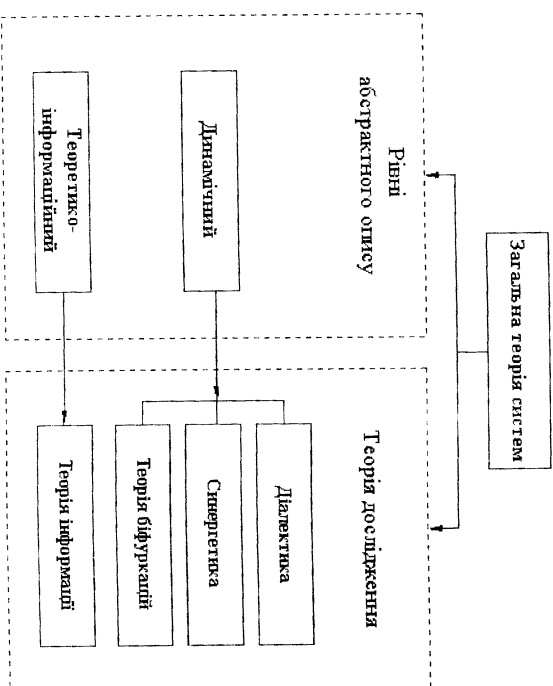 Загальна теорія систем
Рівні
абстрактного опису
Теорія дослідження
Динамічний
Діалектика
Синергетика
Теорія біфуркацій
Теоретико-
інформаційний
Теорія інформації